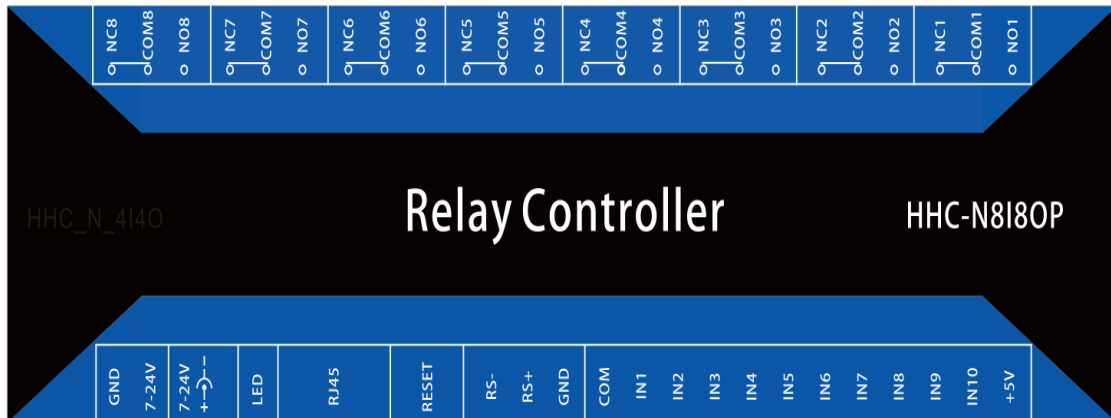 NC8 COM8 NO8 NC7 COM7 NO7 NC6 COM6 NO6 NC5 COM5 NO5 NC4 COM4 NO4 NC3 COM3 NO3 NC2 COM2 NO2 NC1 COM1 NO1
HHC_N_4I4O
Relay Controller
HHC-N8I8OP
GND 7-24V 7-24V LED RJ45 RESET RS- RS+ GND COM IN1 IN2 IN3 IN4 IN5 IN6 IN7 IN8 IN9 IN10 +5V